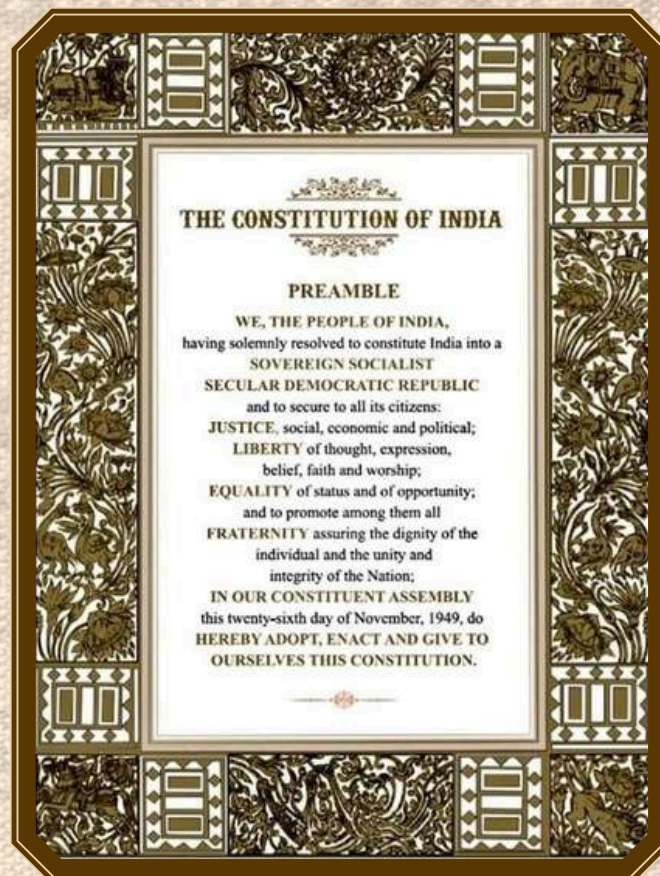 THE CONSTITUTION OF INDIA
PREAMBLE
WE, THE PEOPLE OF INDIA,
having solemnly resolved to constitute India into a
SOVEREIGN SOCIALIST
SECULAR DEMOCRATIC REPUBLIC
and to secure to all its citizens:
JUSTICE, social, economic and political;
LIBERTY of thought, expression,
belief, faith and worship;
EQUALITY of status and of opportunity;
and to promote among them all
FRATERNITY assuring the dignity of the
individual and the unity and
integrity of the Nation;
IN OUR CONSTITUENT ASSEMBLY
this twenty-sixth day of November, 1949, do
HEREBY ADOPT, ENACT AND GIVE TO
OURSELVES THIS CONSTITUTION.